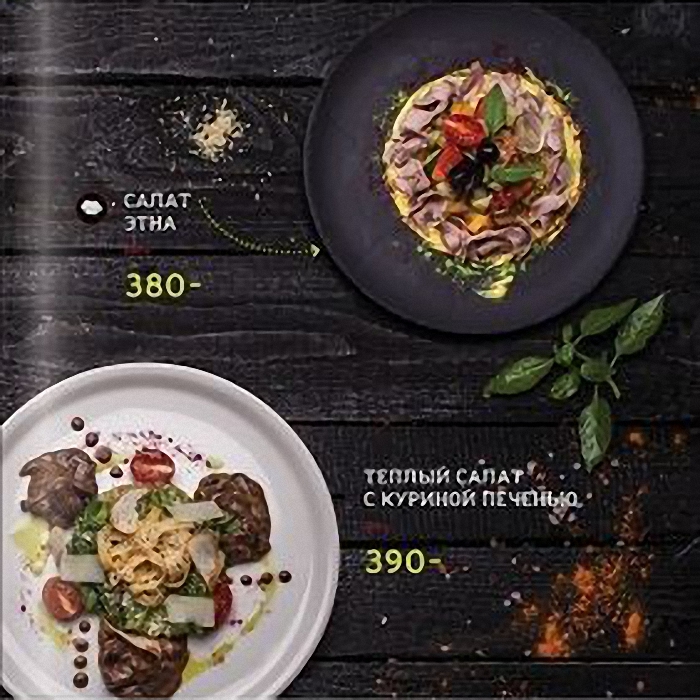 САЛАТ
ЭТНА
380-
ТЕПЛЫЙ САЛАТ
С КУРИНОЙ ПЕЧЕНЬЮ
390-